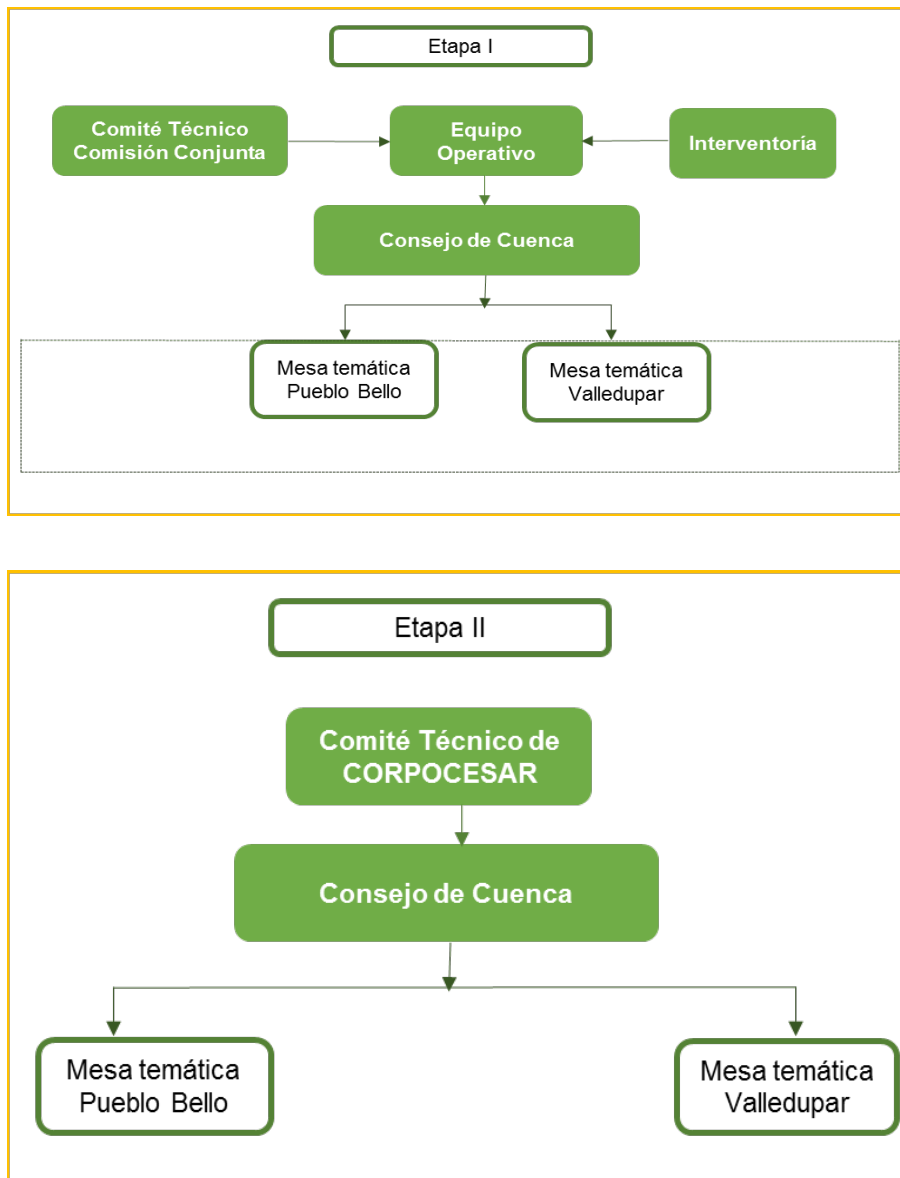 Etapa I
Comité Técnico
Comisión Conjunta
Equipo
Operativo
Interventoría
Consejo de Cuenca
Mesa temática
Pueblo Bello
Mesa temática
Valledupar
Etapa II
Comité Técnico de
CORPOCESAR
Consejo de Cuenca
Mesa temática
Pueblo Bello
Mesa temática
Valledupar